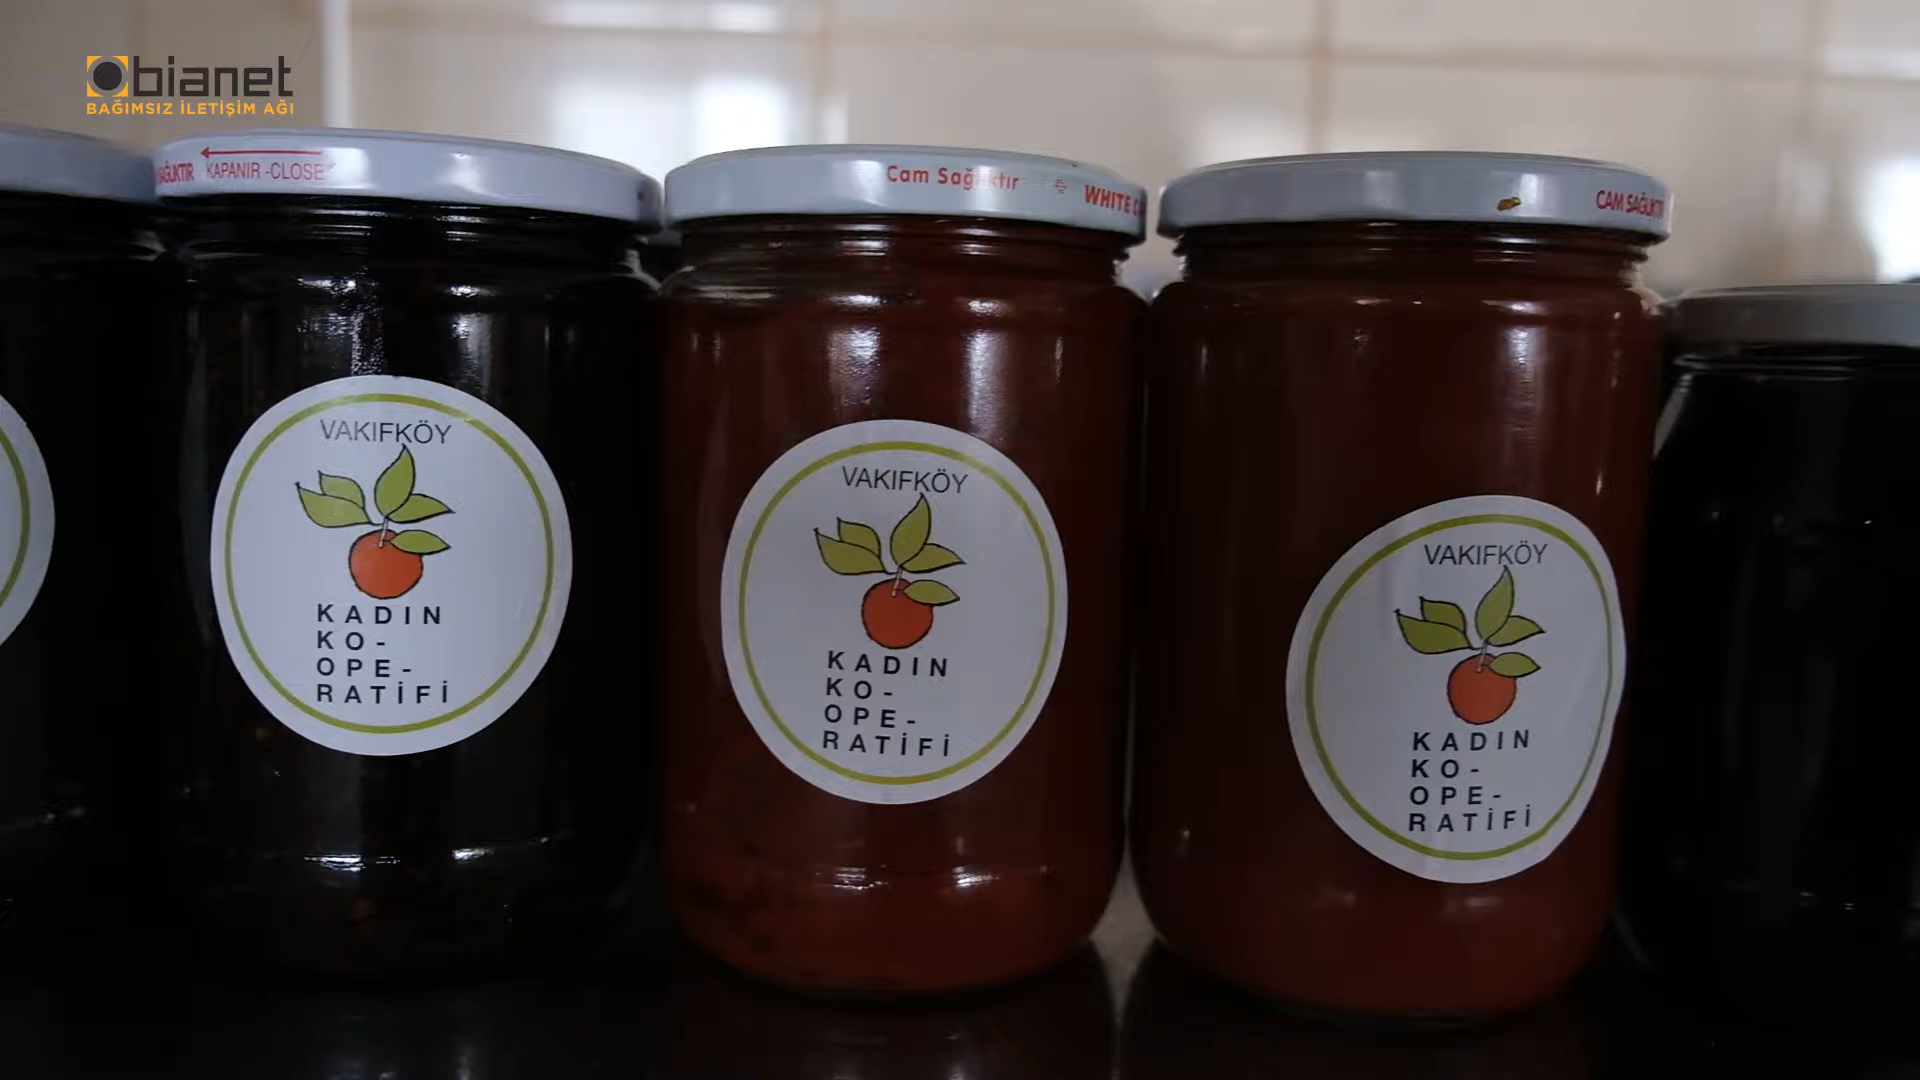 bianet
BAĞIMSIZ İLETİŞİM AĞI
KAPANIR -CLOSE
Cam Sağlıktır
WHITE
CAM SAĞLIKTIR
VAKIFKÖY
KADIN
KO-
OPE-
RATİFİ
VAKIFKÖY
KADIN
KO-
OPE-
RATİFİ
VAKIFKÖY
KADIN
KO-
OPE-
RATİFİ